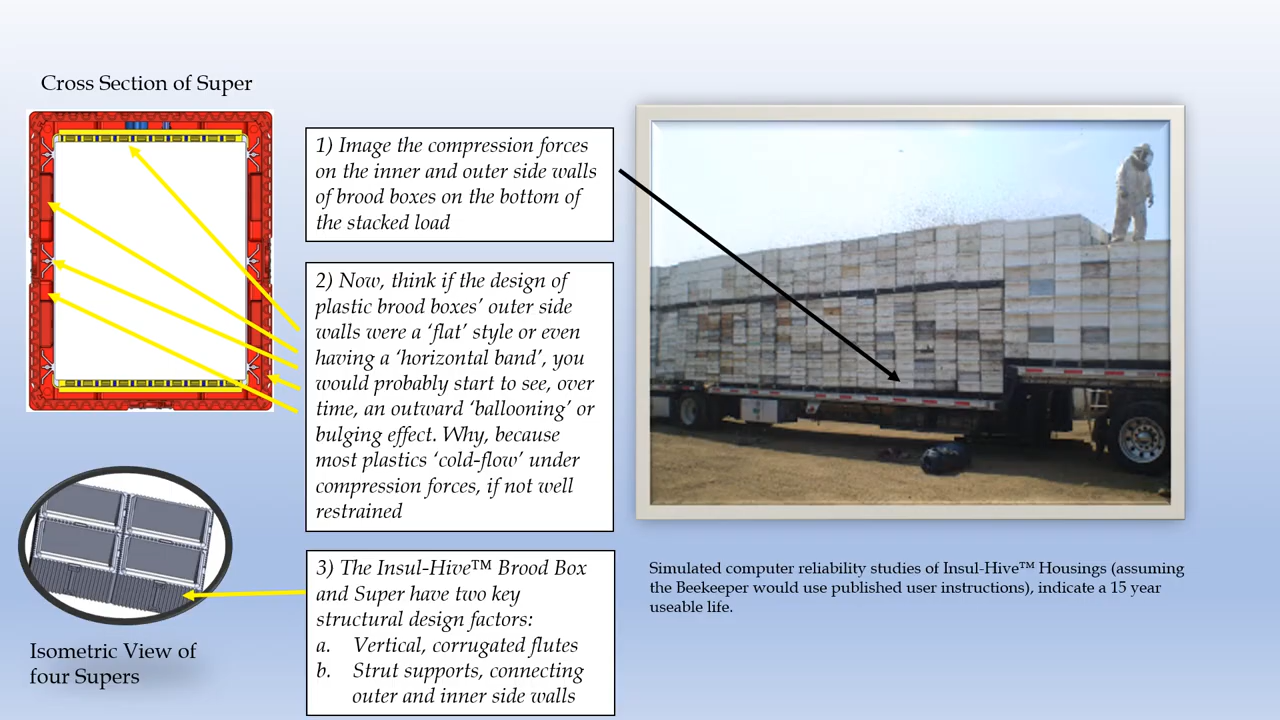 Cross Section of Super
1) Image the compression forces
on the inner and outer side walls
of brood boxes on the bottom of
the stacked load
2) Now, think if the design of
plastic brood boxes’ outer side
walls were a ‘flat’ style or even
having a ‘horizontal band’, you
would probably start to see, over
time, an outward ‘ballooning’ or
bulging effect. Why, because
most plastics ‘cold-flow’ under
compression forces, if not well
restrained
3) The Insul-Hive™ Brood Box
and Super have two key
structural design factors:
a. Vertical, corrugated flutes
b. Strut supports, connecting
outer and inner side walls
Isometric View of
four Supers
Simulated computer reliability studies of Insul-Hive™ Housings (assuming
the Beekeeper would use published user instructions), indicate a 15 year
useable life.